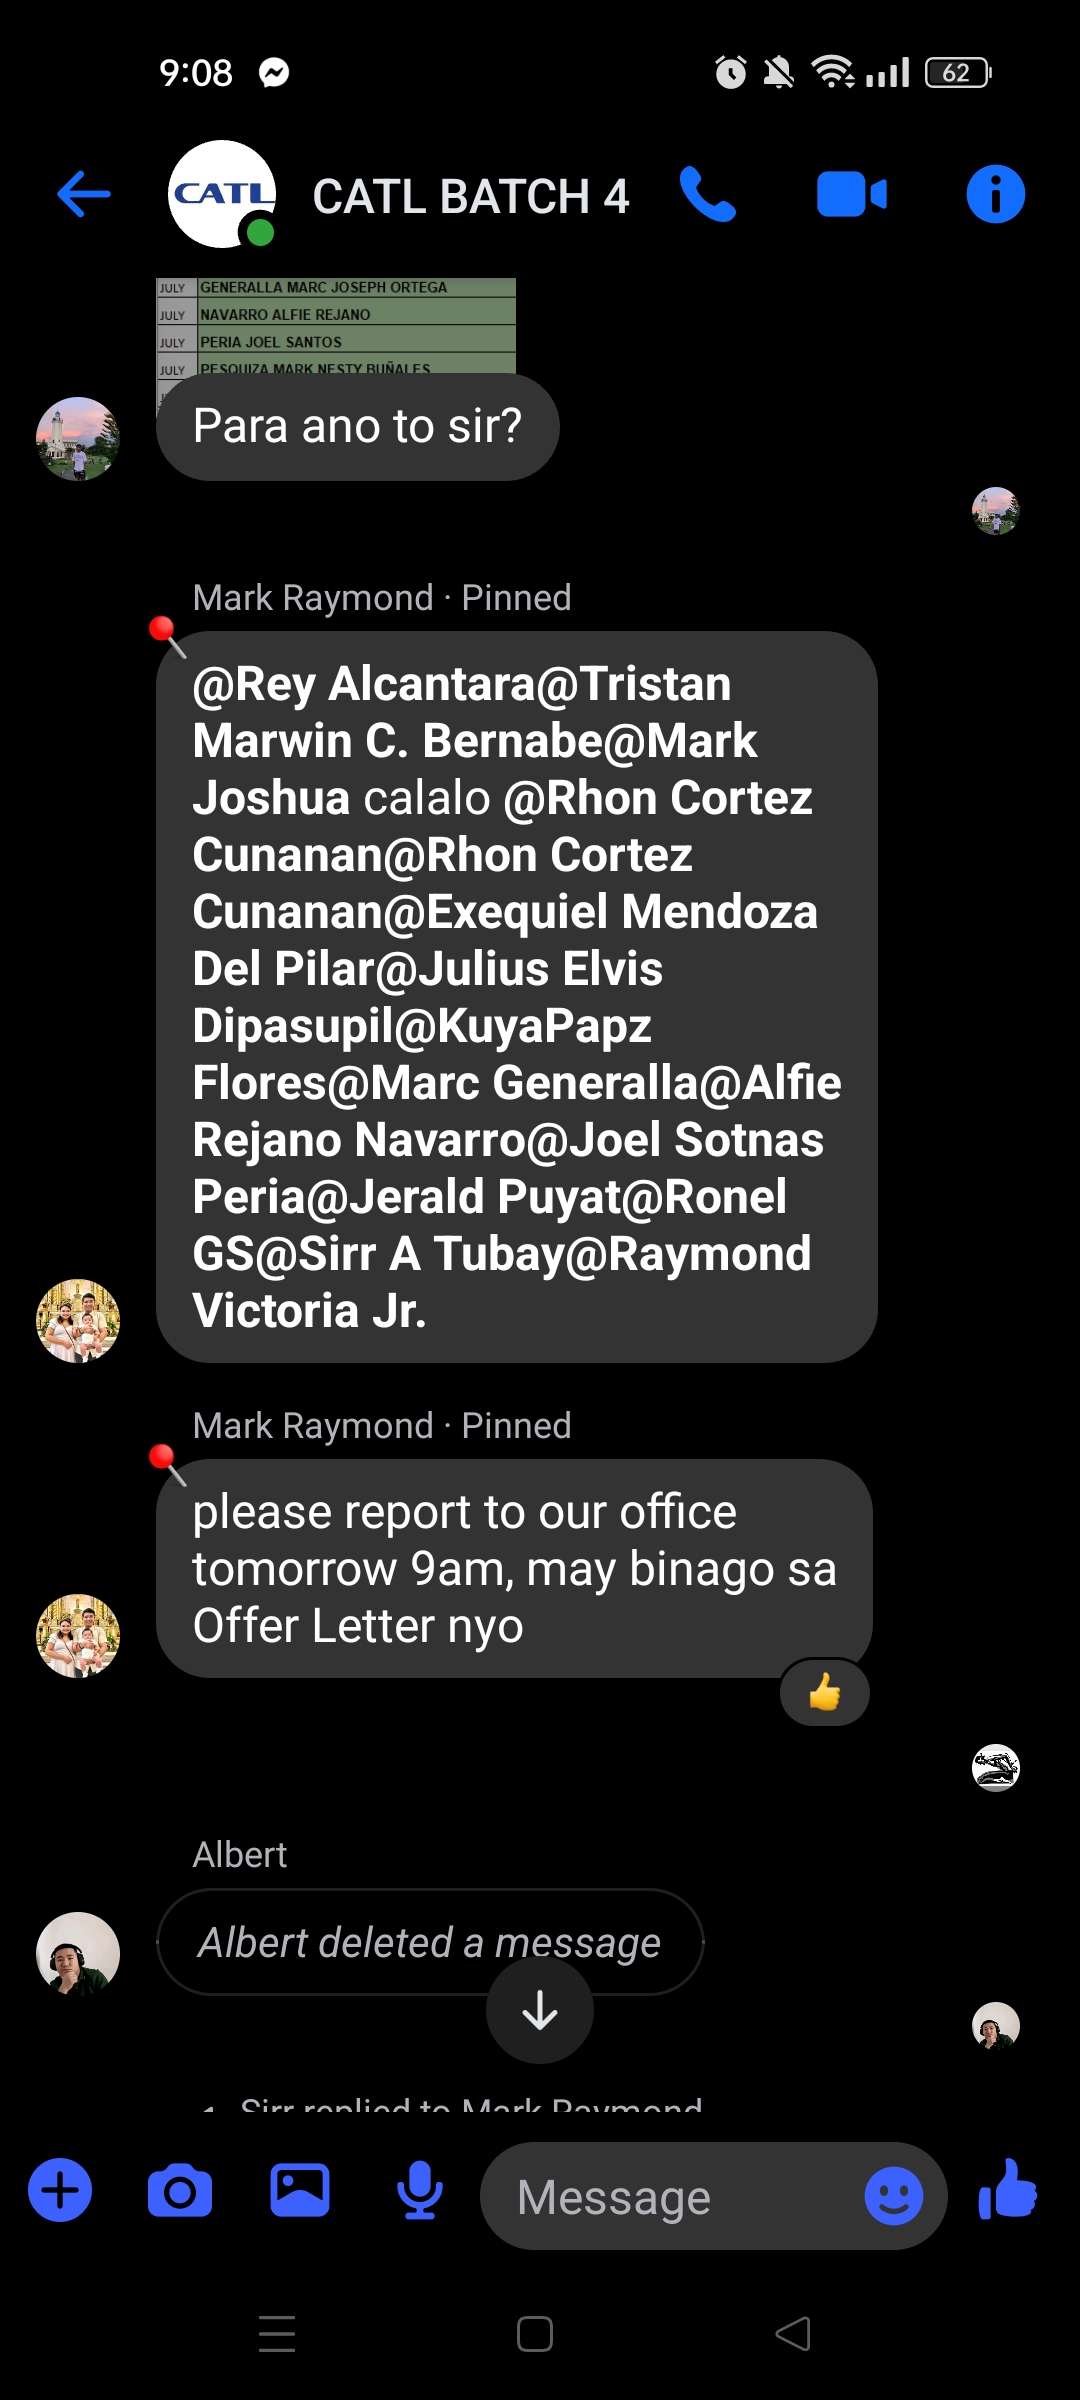 9:08
62
CATL
CATL BATCH 4
JULY GENERALLA MARC JOSEPH ORTEGA
JULY NAVARRO ALFIE REJANO
JULY PERIA JOEL SANTOS
JULY PESQUIZA MARK NESTY BUÑALES
Para ano to sir?
Mark Raymond · Pinned
@Rey Alcantara@Tristan
Marwin C. Bernabe@Mark
Joshua calalo @Rhon Cortez
Cunanan@Rhon Cortez
Cunanan@Exequiel Mendoza
Del Pilar@Julius Elvis
Dipasupil@KuyaPapz
Flores@Marc Generalla@Alfie
Rejano Navarro@Joel Sotnas
Peria@Jerald Puyat@Ronel
GS@Sirr A Tubay@Raymond
Victoria Jr.
Mark Raymond · Pinned
please report to our office
tomorrow 9am, may binago sa
Offer Letter nyo
Albert
Albert deleted a message
Sirr replied to Mark Raymond
Message